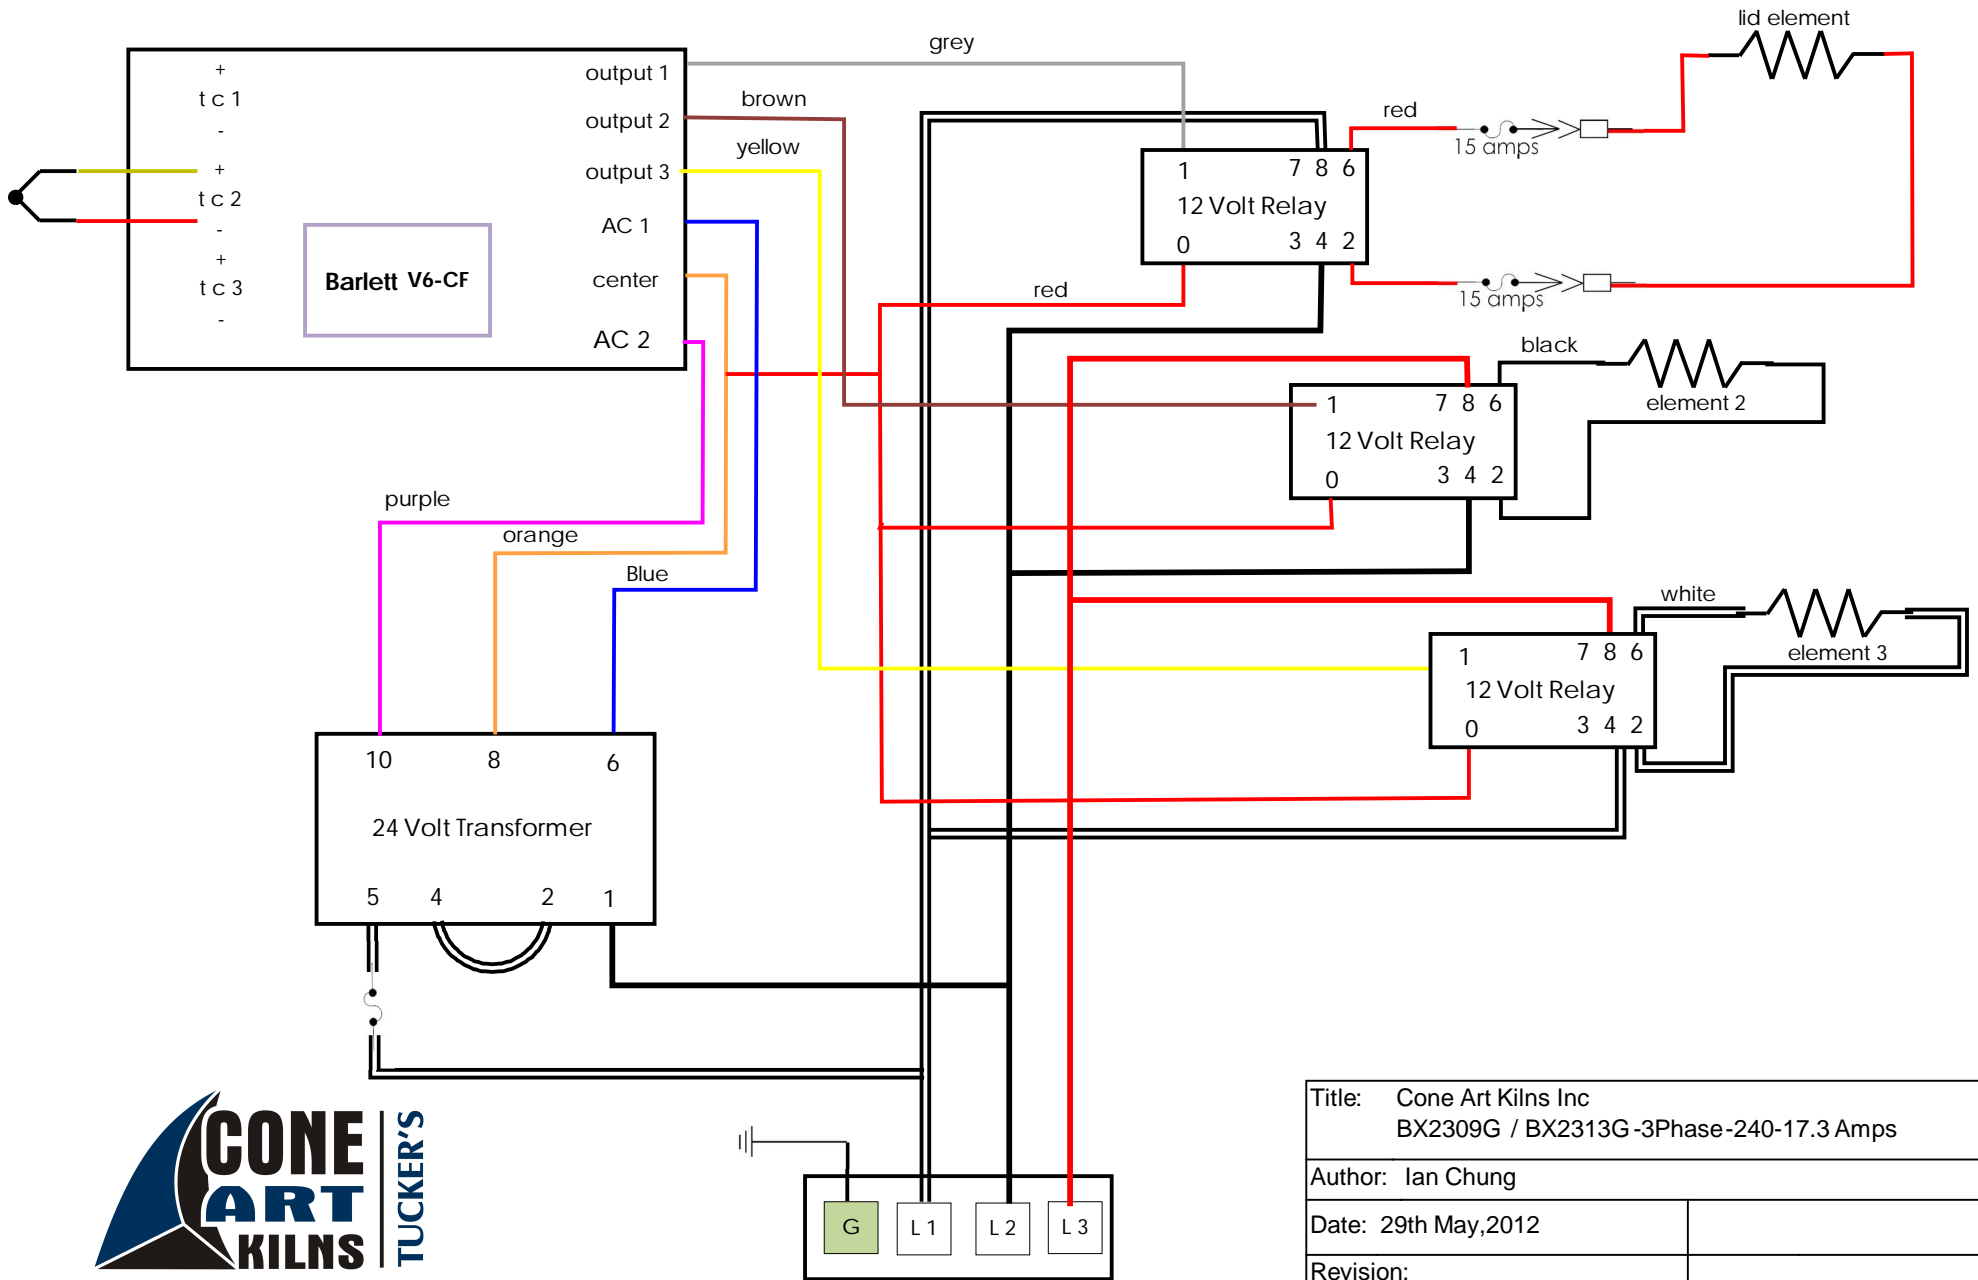 lid element
grey
+
output 1
t c 1
brown
red
-
output 2
15 amps
yellow
+
output 3
1 7 8 6
t c 2
12 Volt Relay
-
AC 1
0 3 4 2
+
t c 3
Barlett V6-CF
center
red
15 amps
-
AC 2
black
1 7 8 6
element 2
12 Volt Relay
0 3 4 2
purple
orange
Blue
white
1 7 8 6
element 3
12 Volt Relay
0 3 4 2
10 8 6
24 Volt Transformer
5 4 2 1
CONE
ART
KILNS
TUCKER'S
G L 1 L 2 L 3
Title: Cone Art Kilns Inc
BX2309G / BX2313G-3Phase-240-17.3 Amps
Author: Ian Chung
Date: 29th May,2012
Revision: